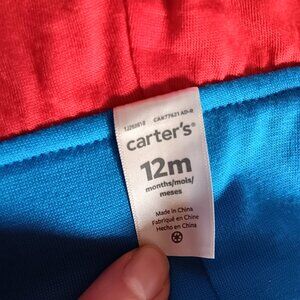 carter's®
12m
months/mois/
meses
Made in China
Fabriqué en Chine
Hecho en China